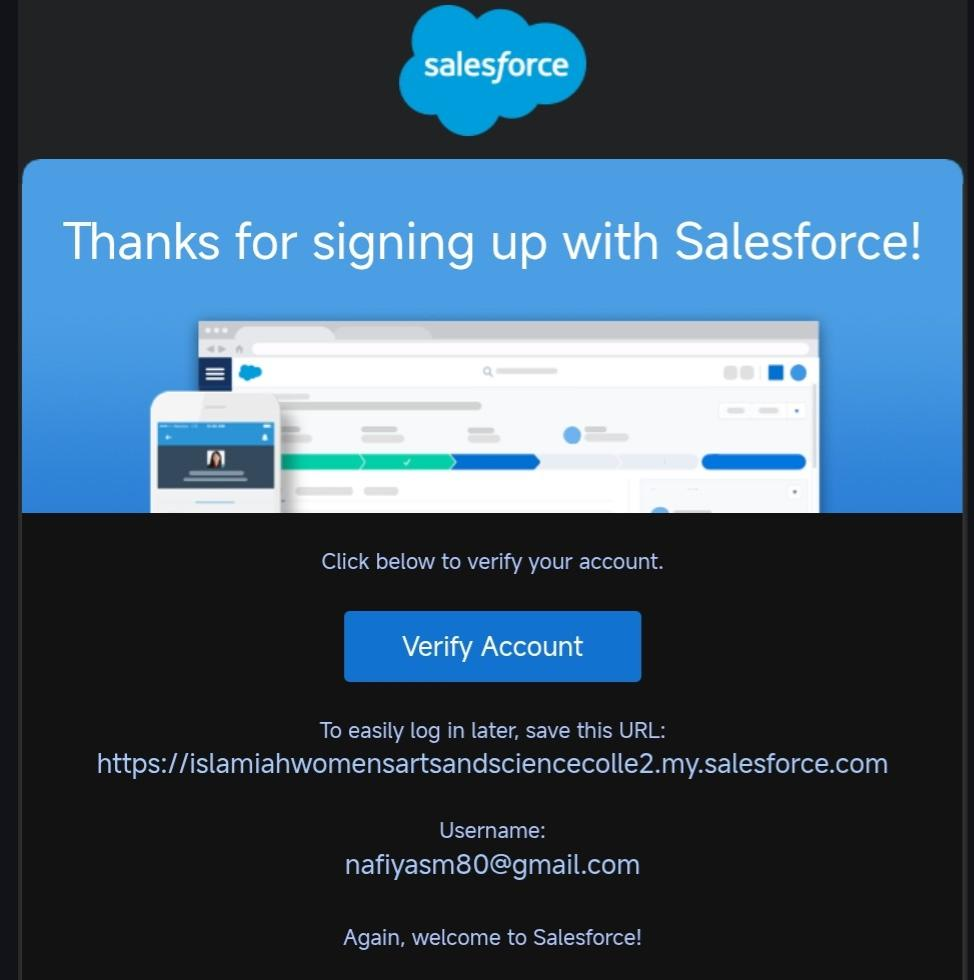 salesforce
Thanks for signing up with Salesforce!
Click below to verify your account.
Verify Account
To easily log in later, save this URL:
https://islamiahwomensartsandsciencecolle2.my.salesforce.com
Username:
nafiyasm80@gmail.com
Again, welcome to Salesforce!